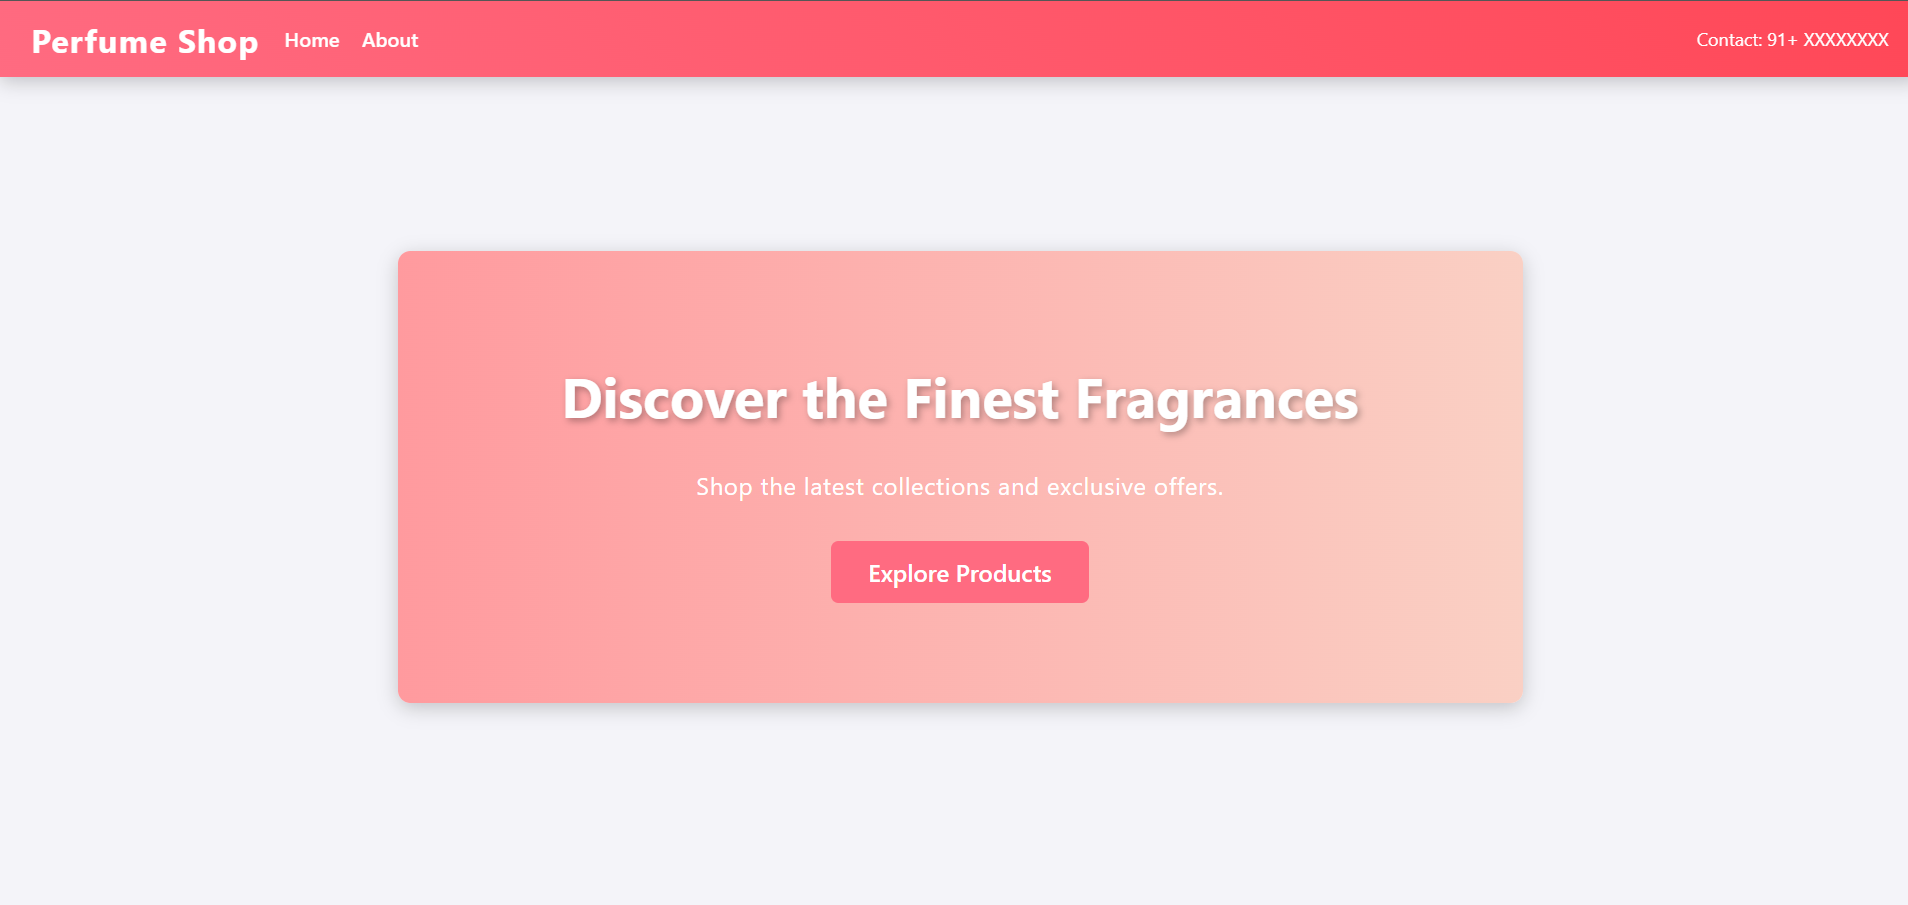 Perfume Shop Home About Contact: 91+ XXXXXXXX
Discover the Finest Fragrances
Shop the latest collections and exclusive offers.
Explore Products